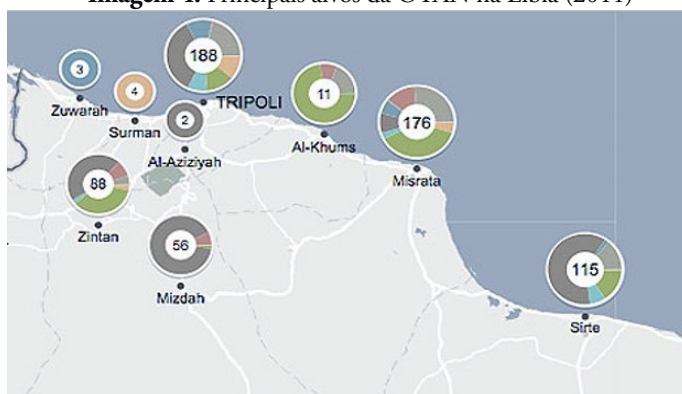 Imagem 1. Principais alvos da OTAN na Líbia (2011)
188
3
4
11
TRIPOLI
Zuwarah
2
176
Surman
Al-Khums
Al-Aziziyah
Misrata
88
Zintan
56
115
Mizdah
Sirte